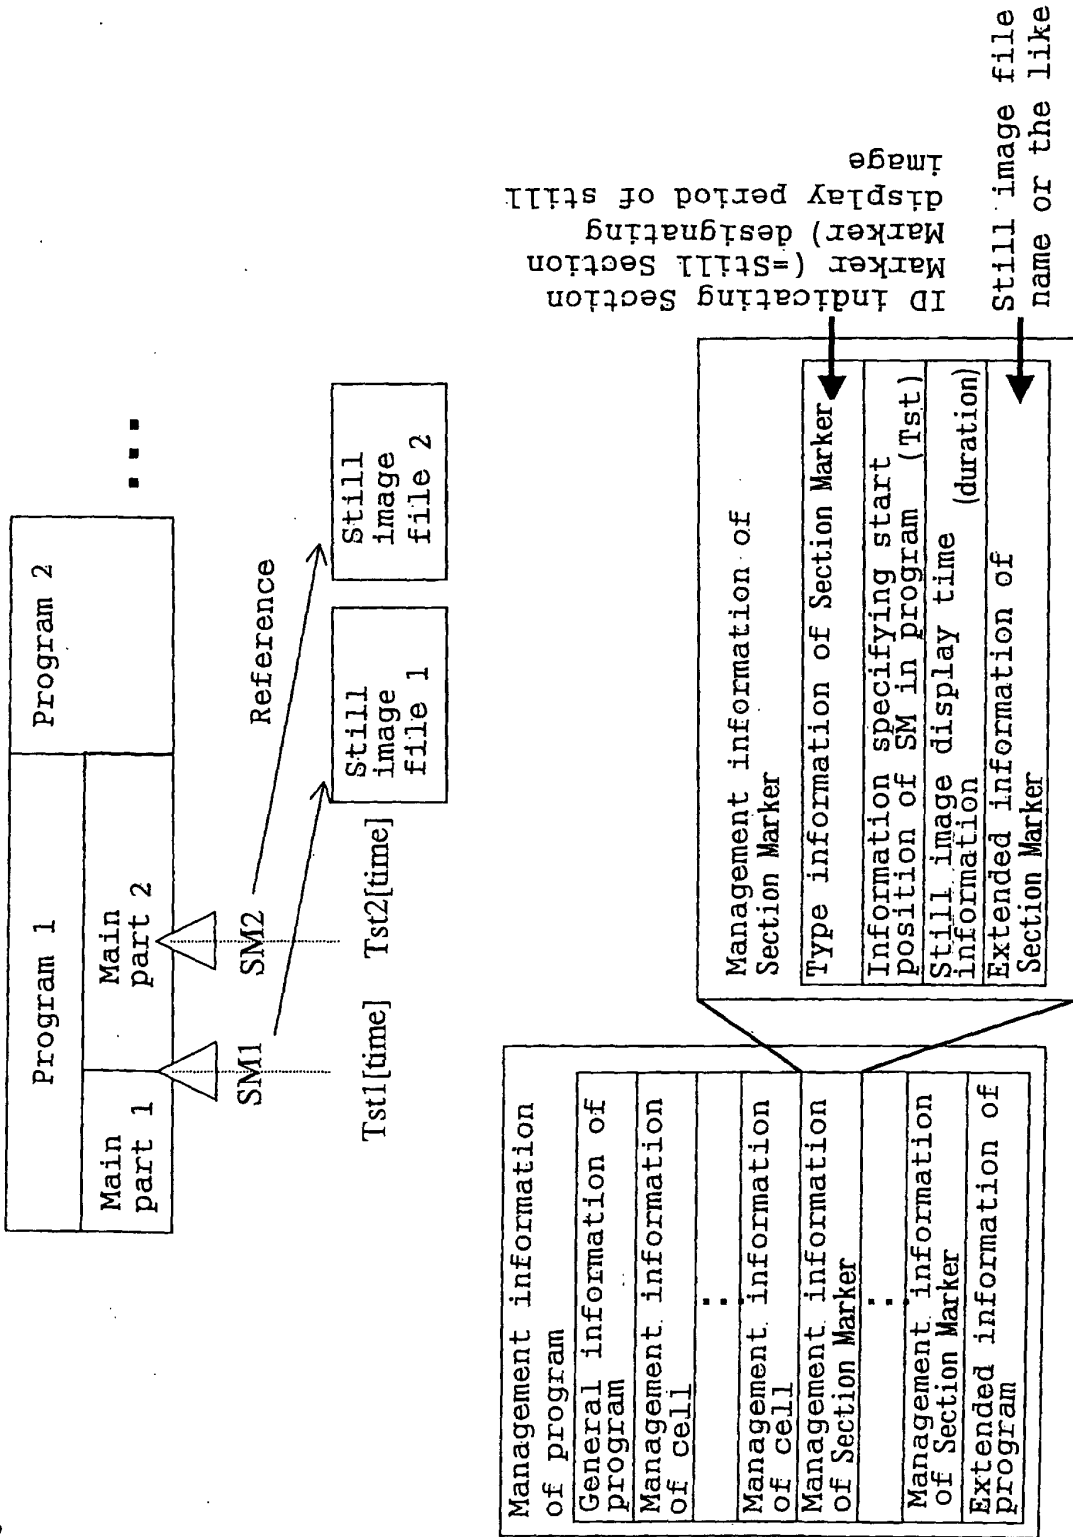 Program 1
Program 2
Main
part 1
Main
part 2
SM1
SM2
Reference
Tst1[time]
Tst2[time]
Still
image
file 1
Still
image
file 2
Management information
of program
General information of
program
Management information
of cell
Management information
of cell
Management information
of Section Marker
Management information
of Section Marker
Extended information of
program
Management information of
Section Marker
Type information of Section Marker
Information specifying start
position of SM in program (Tst)
Still image display time
information (duration)
Extended information of
Section Marker
ID indicating Section
Marker (=Still Section
Marker) designating
display period of still
image
Still image file
name or the like